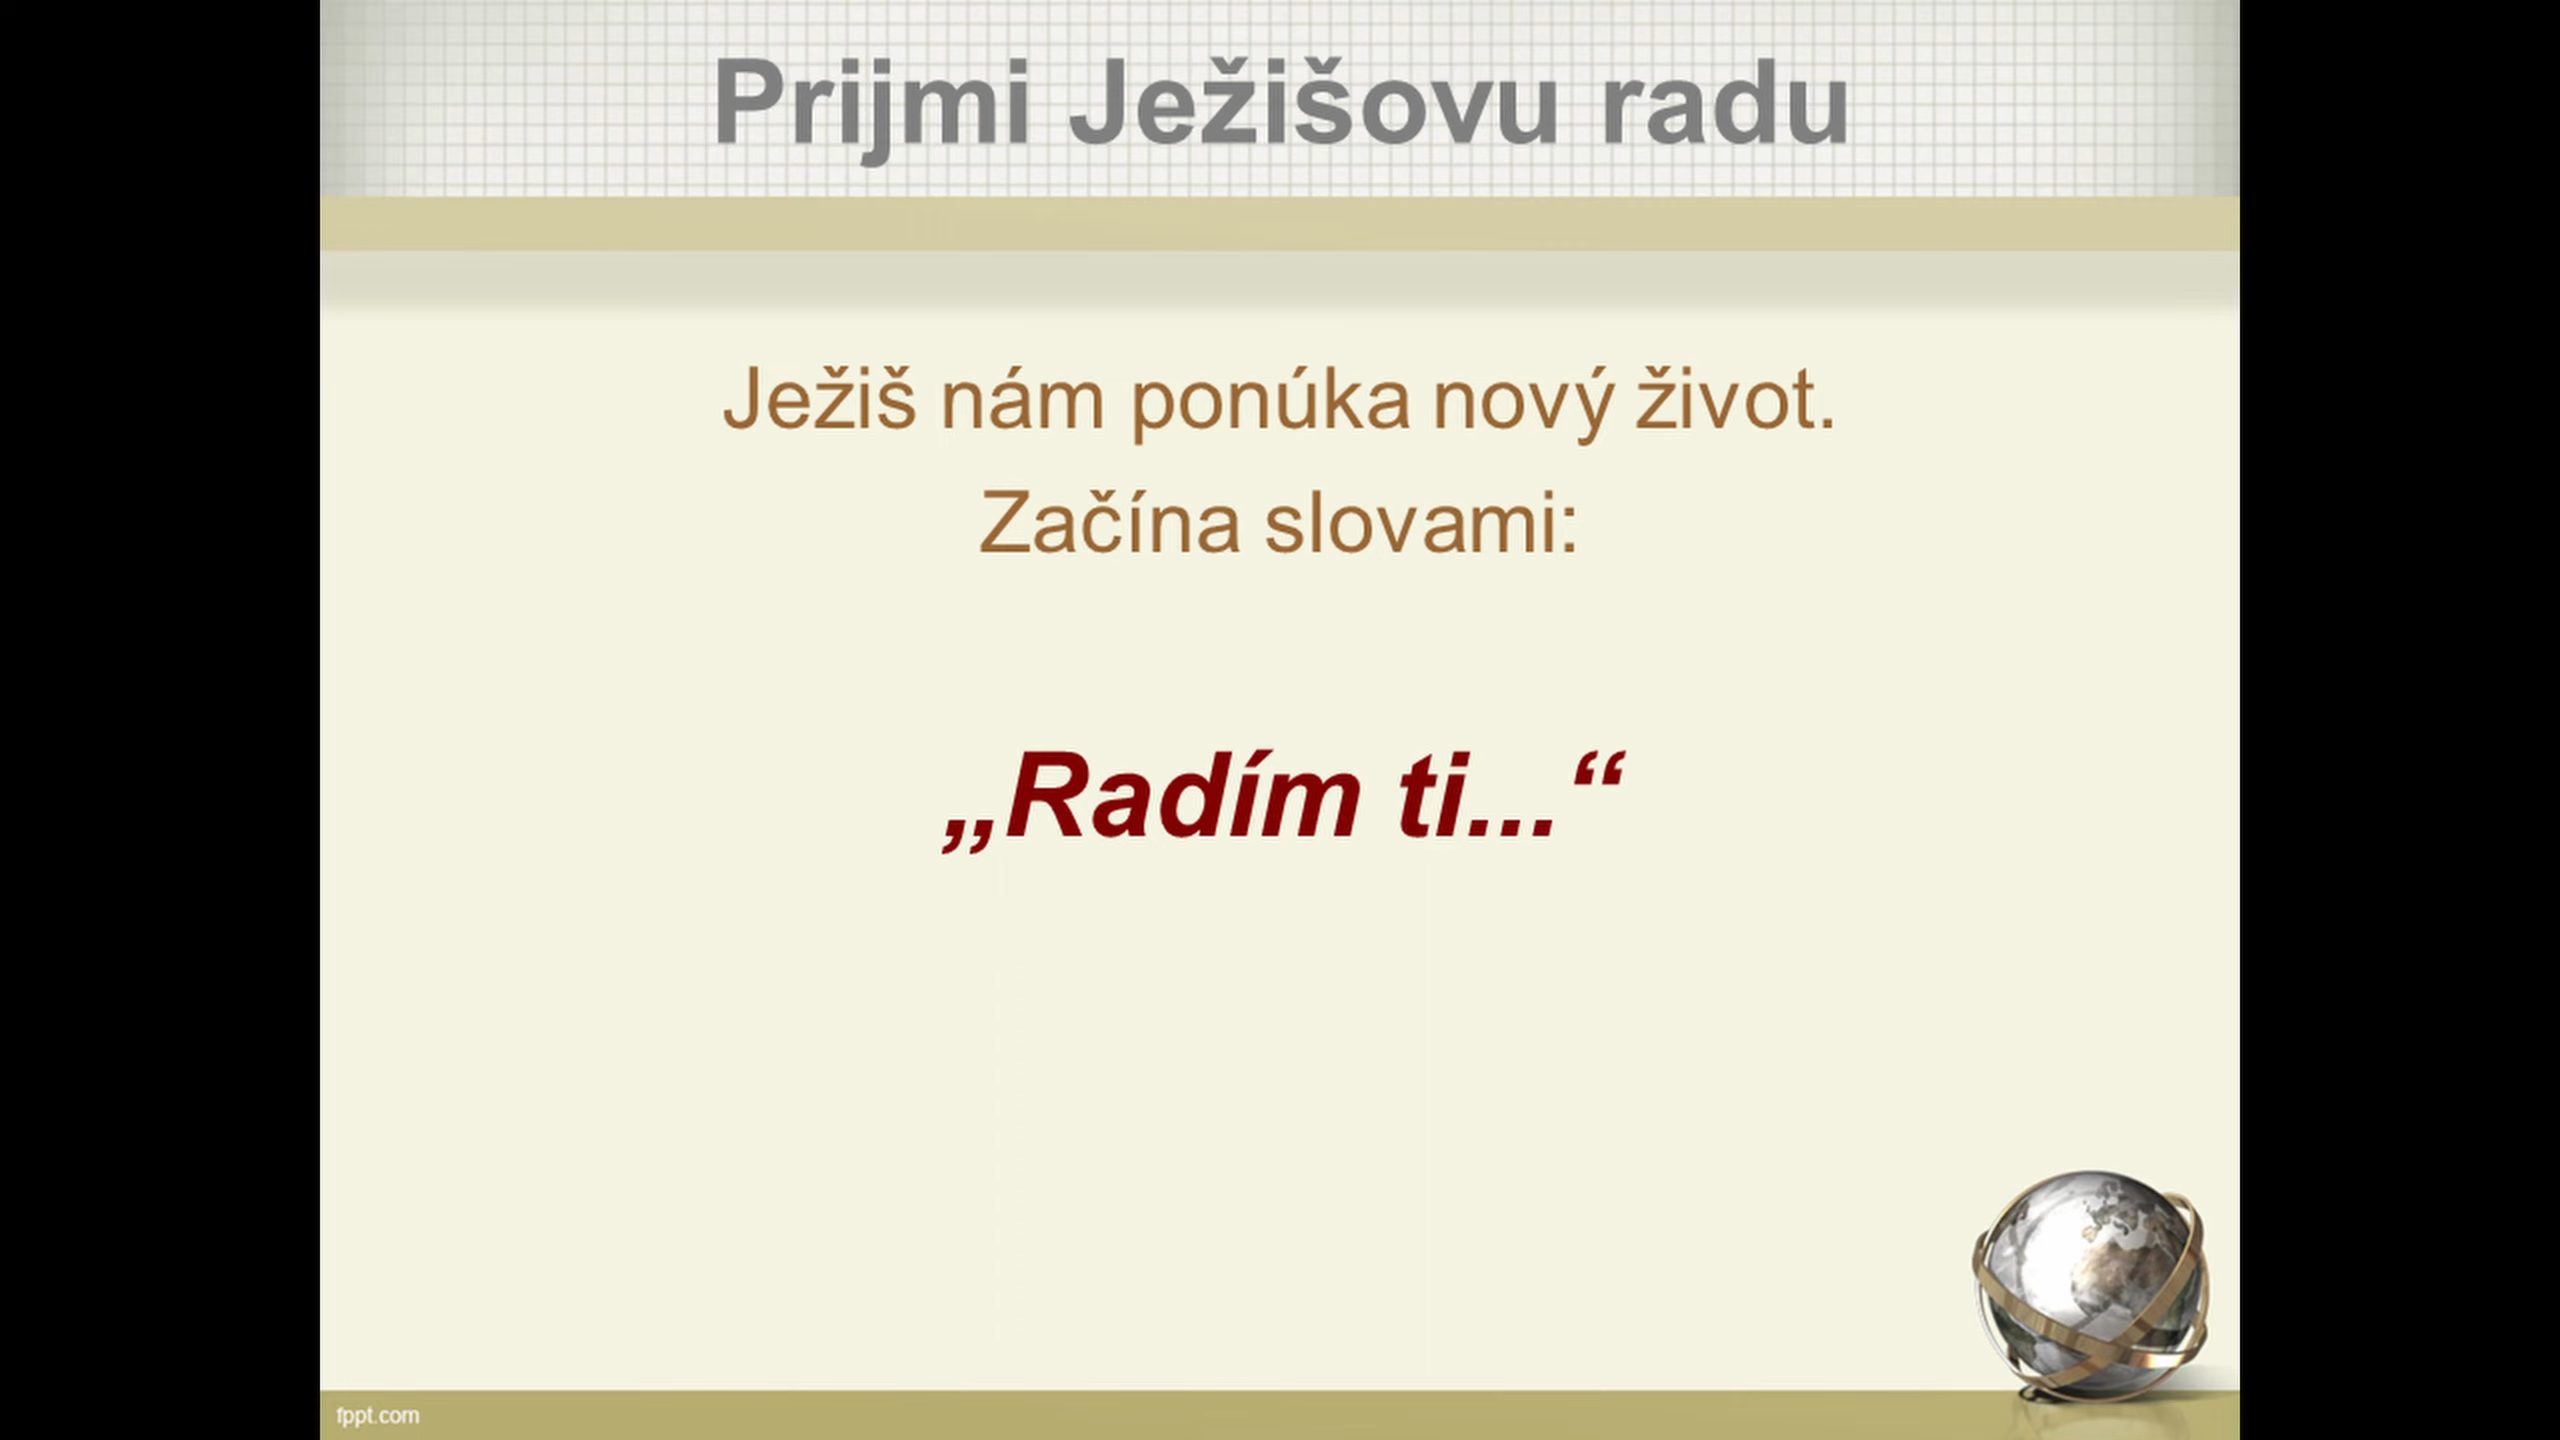 Prijmi Ježišovu radu
Ježiš nám ponúka nový život.
Začína slovami:
„Radím ti...“
fppt.com